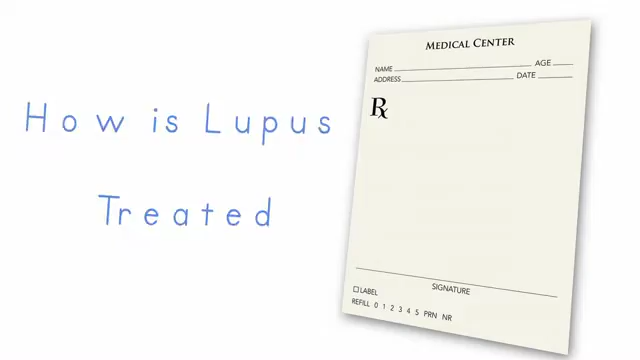 How is Lupus
Treated
MEDICAL CENTER
NAME AGE
ADDRESS DATE
Rx
SIGNATURE
LABEL
REFILL 0 1 2 3 4 5 PRN NR